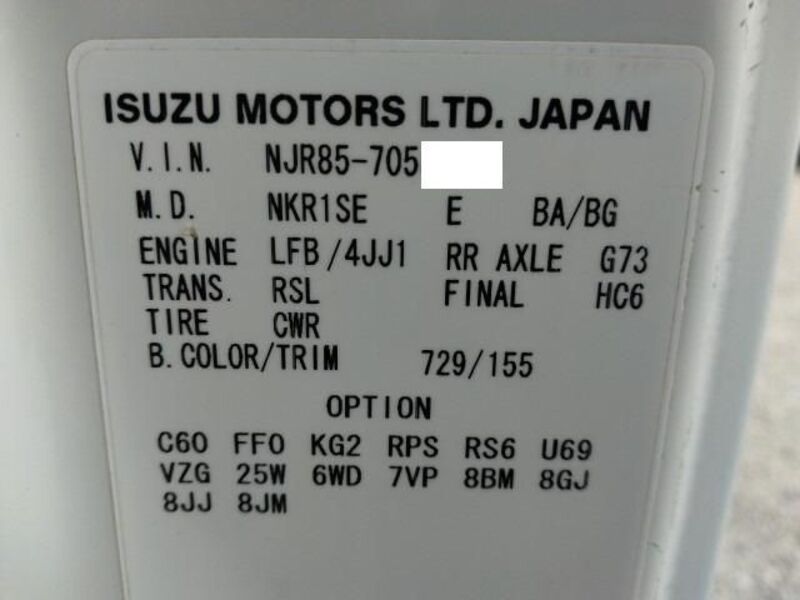 ISUZU MOTORS LTD. JAPAN
V.I.N. NJR85-705
M.D. NKR1SE E BA/BG
ENGINE LFB/4JJ1 RR AXLE G73
TRANS. RSL FINAL HC6
TIRE CWR
B.COLOR/TRIM 729/155
OPTION
C60 FF0 KG2 RPS RS6 U69
VZG 25W 6WD 7VP 8BM 8GJ
8JJ 8JM